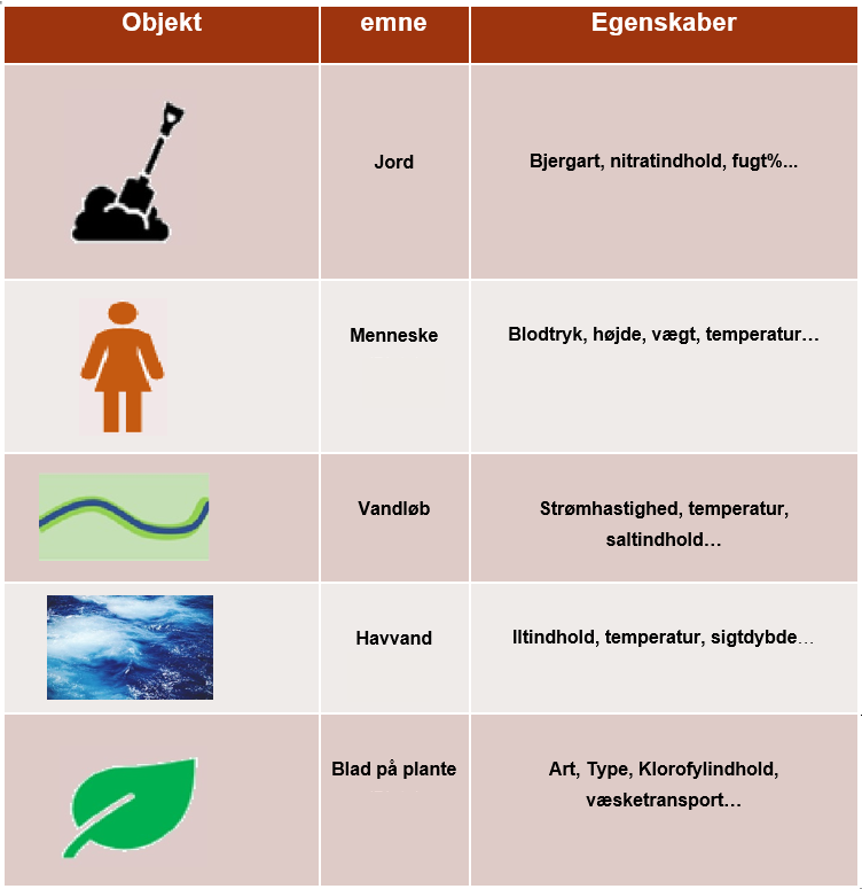 Objekt emne Egenskaber
Jord Bjergart, nitratindhold, fugt%...
Menneske Blodtryk, højde, vægt, temperatur...
Vandløb Strømhastighed, temperatur,
saltindhold...
Havvand Iltindhold, temperatur, sigtdybde...
Blad på plante Art, Type, Klorofylindhold,
væsketransport...